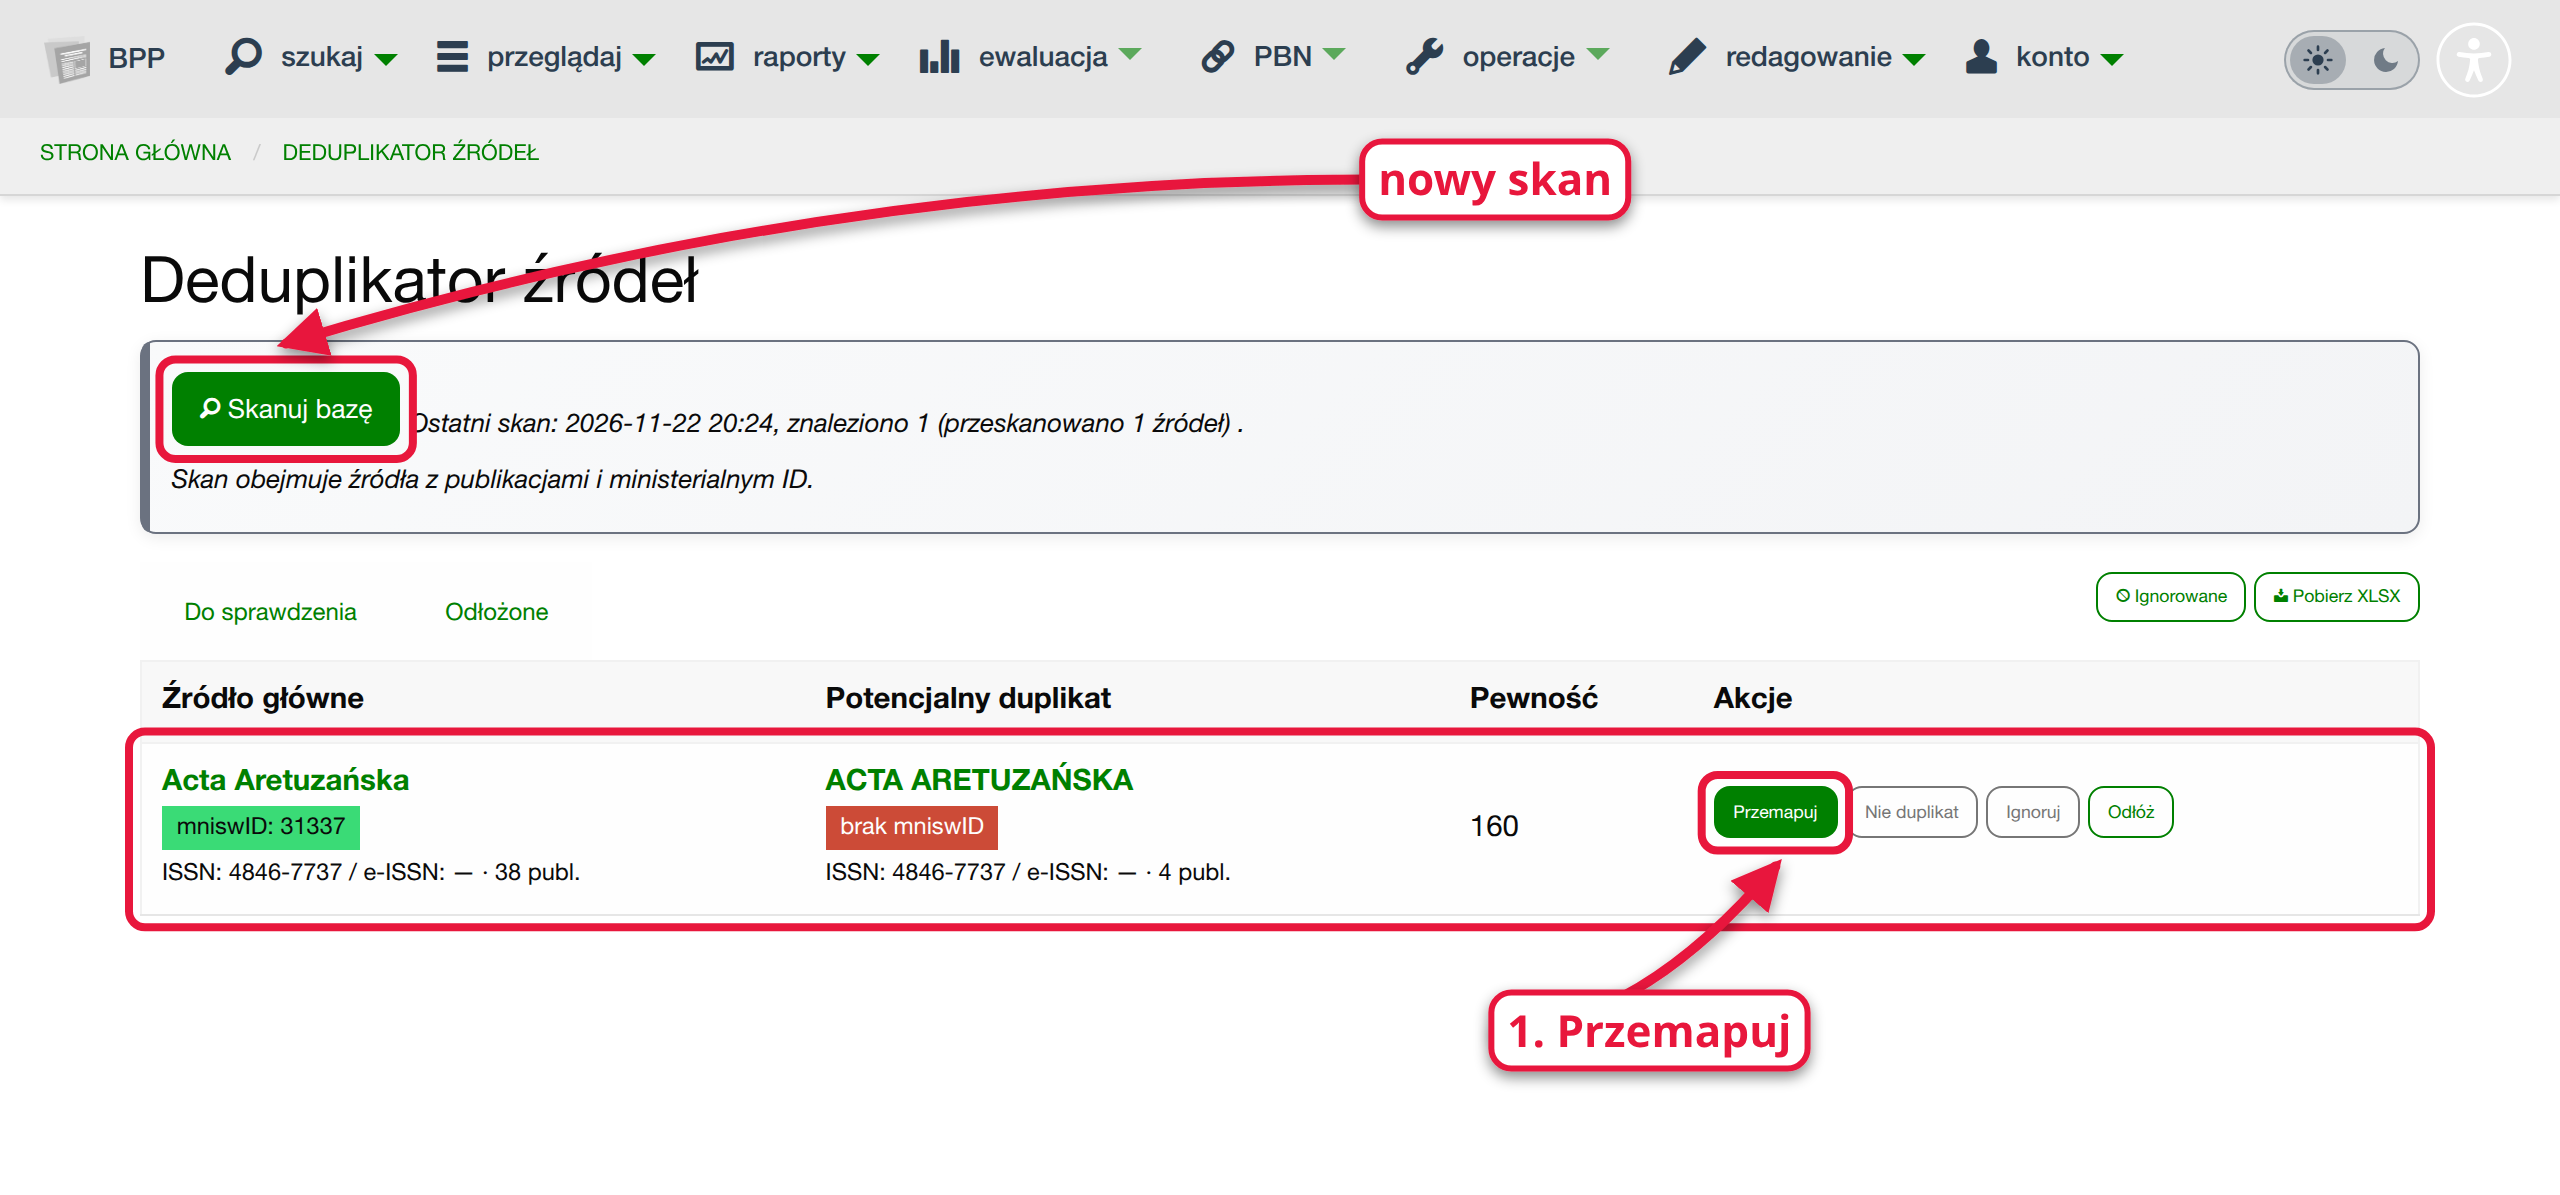 BPP szukaj przeglądaj raporty ewaluacja PBN operacje redagowanie konto
STRONA GŁÓWNA / DEDUPLIKATOR ŹRÓDEŁ
nowy skan
Deduplikator źródeł
Skanuj bazę Ostatni skan: 2026-11-22 20:24, znaleziono 1 (przeskanowano 1 źródeł) .
Skan obejmuje źródła z publikacjami i ministerialnym ID.
Do sprawdzenia Odłożone Ignorowane Pobierz XLSX
Źródło główne Potencjalny duplikat Pewność Akcje
Acta Aretuzańska ACTA ARETUZAŃSKA
mniswID: 31337 brak mniswID 160 Przemapuj Nie duplikat Ignoruj Odłóż
ISSN: 4846-7737 / e-ISSN: — · 38 publ. ISSN: 4846-7737 / e-ISSN: — · 4 publ.
1. Przemapuj